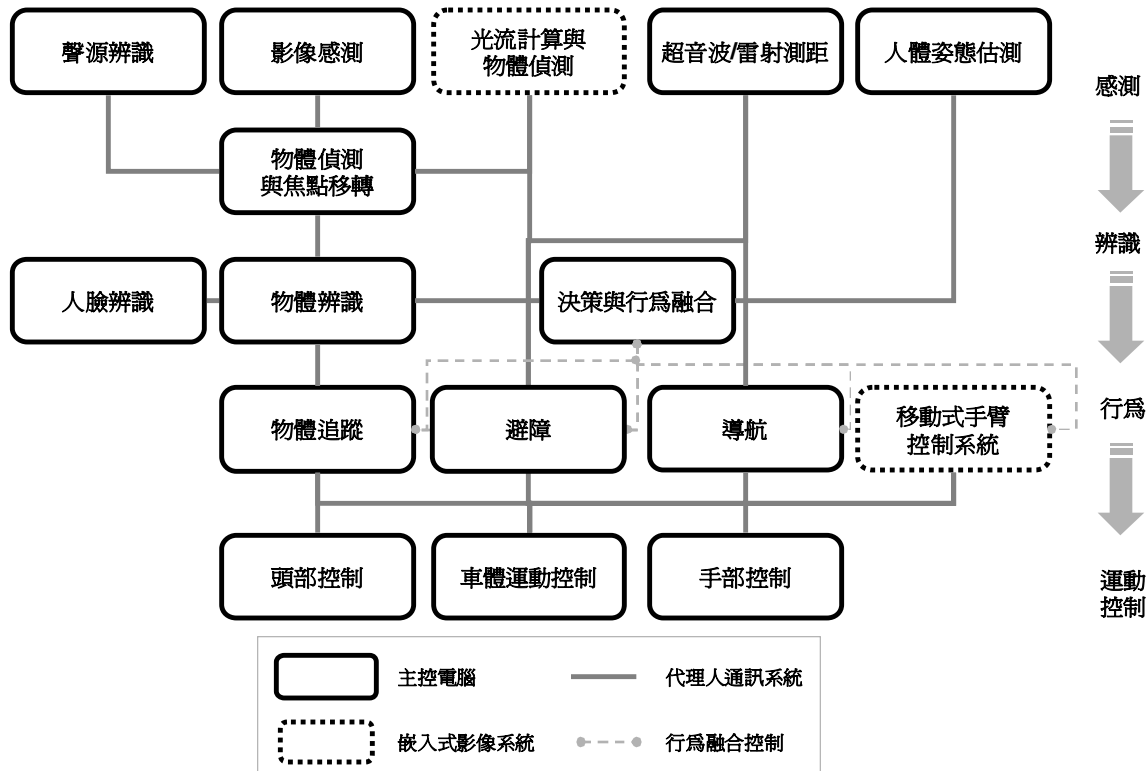 聲源辨識
影像感測
光流計算與
物體偵測
超音波/雷射測距
人體姿態估測
感測
物體偵測
與焦點移轉
辨識
人臉辨識
物體辨識
決策與行為融合
物體追蹤
避障
導航
移動式手臂
控制系統
行為
頭部控制
車體運動控制
手部控制
運動
控制
主控電腦
代理人通訊系統
嵌入式影像系統
行為融合控制